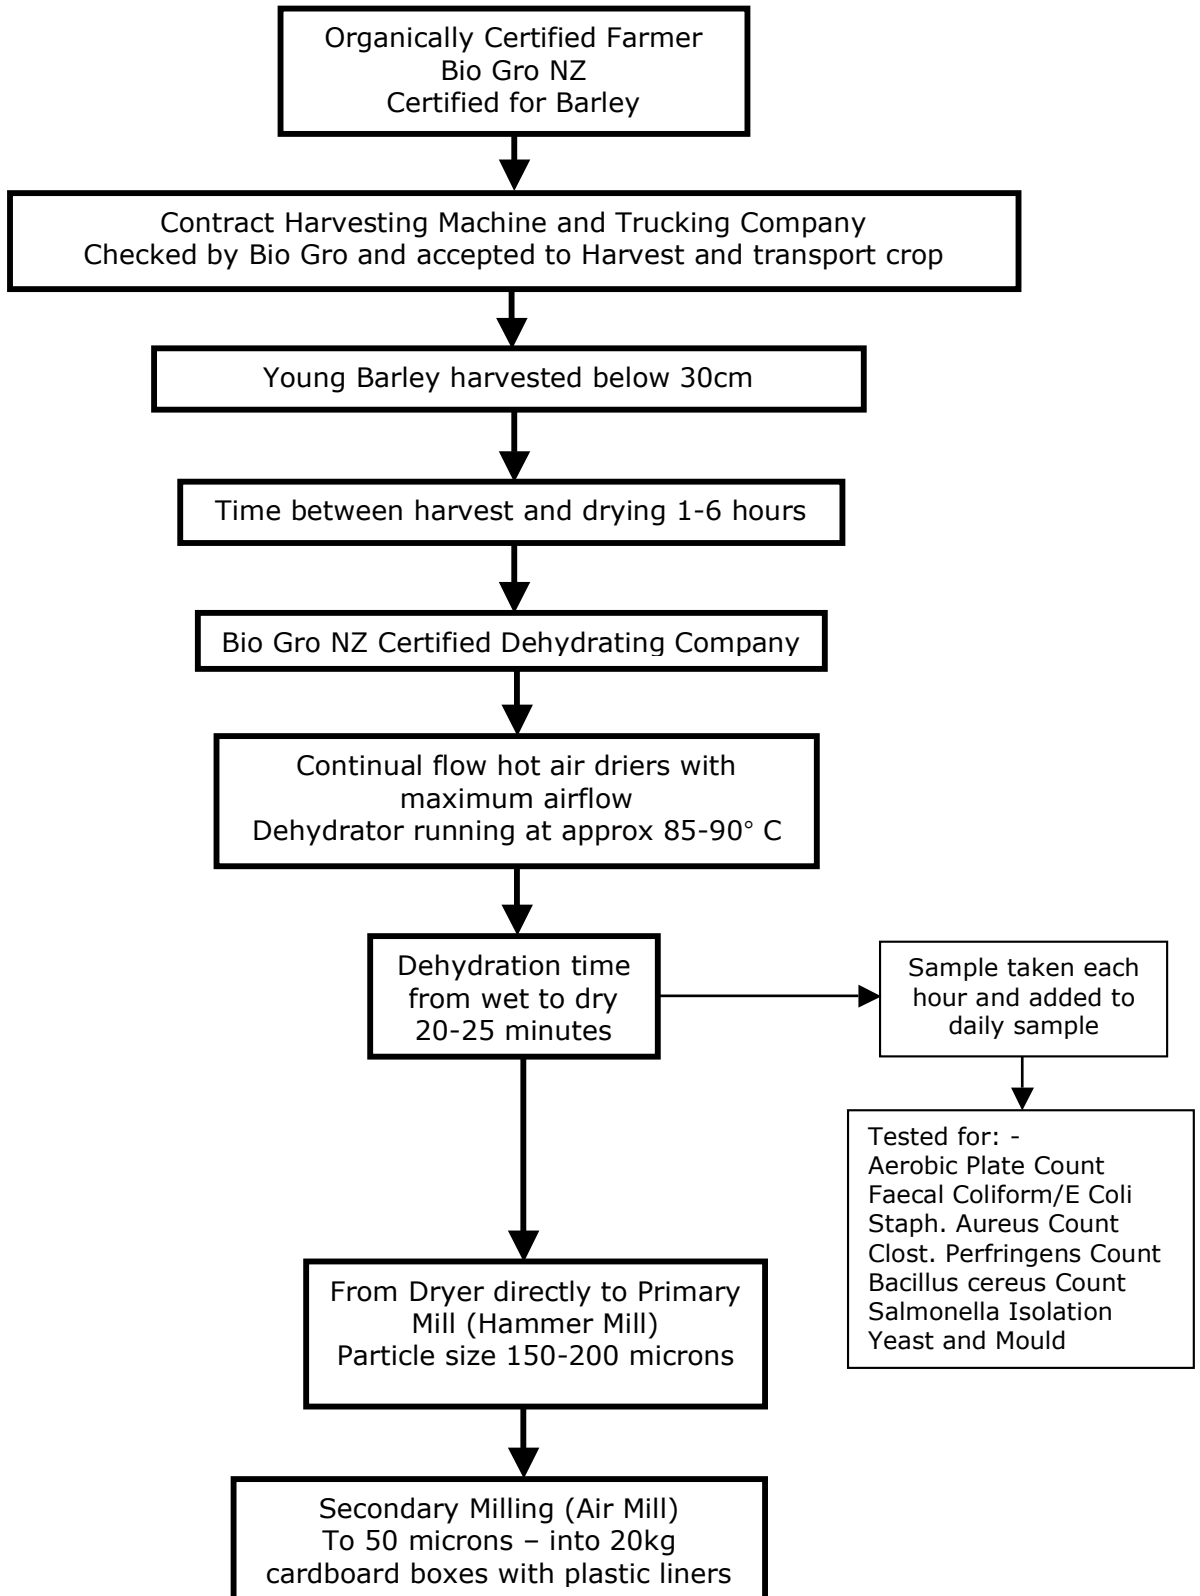 Organically Certified Farmer
Bio Gro NZ
Certified for Barley
Contract Harvesting Machine and Trucking Company
Checked by Bio Gro and accepted to Harvest and transport crop
Young Barley harvested below 30cm
Time between harvest and drying 1-6 hours
Bio Gro NZ Certified Dehydrating Company
Continual flow hot air driers with
maximum airflow
Dehydrator running at approx 85-90° C
Dehydration time
from wet to dry
20-25 minutes
Sample taken each
hour and added to
daily sample
Tested for: -
Aerobic Plate Count
Faecal Coliform/E Coli
Staph. Aureus Count
Clost. Perfringens Count
Bacillus cereus Count
Salmonella Isolation
Yeast and Mould
From Dryer directly to Primary
Mill (Hammer Mill)
Particle size 150-200 microns
Secondary Milling (Air Mill)
To 50 microns – into 20kg
cardboard boxes with plastic liners